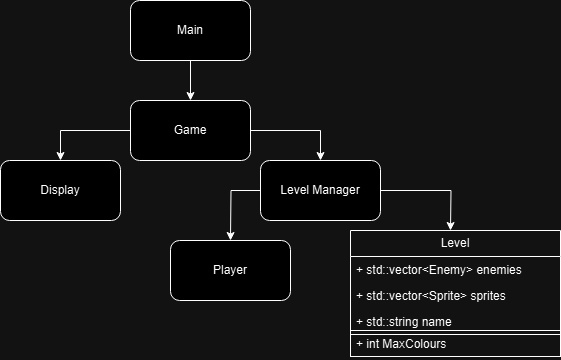 Main
Game
Display
Level Manager
Player
Level
+ std::vector<Enemy> enemies
+ std::vector<Sprite> sprites
+ std::string name
+ int MaxColours